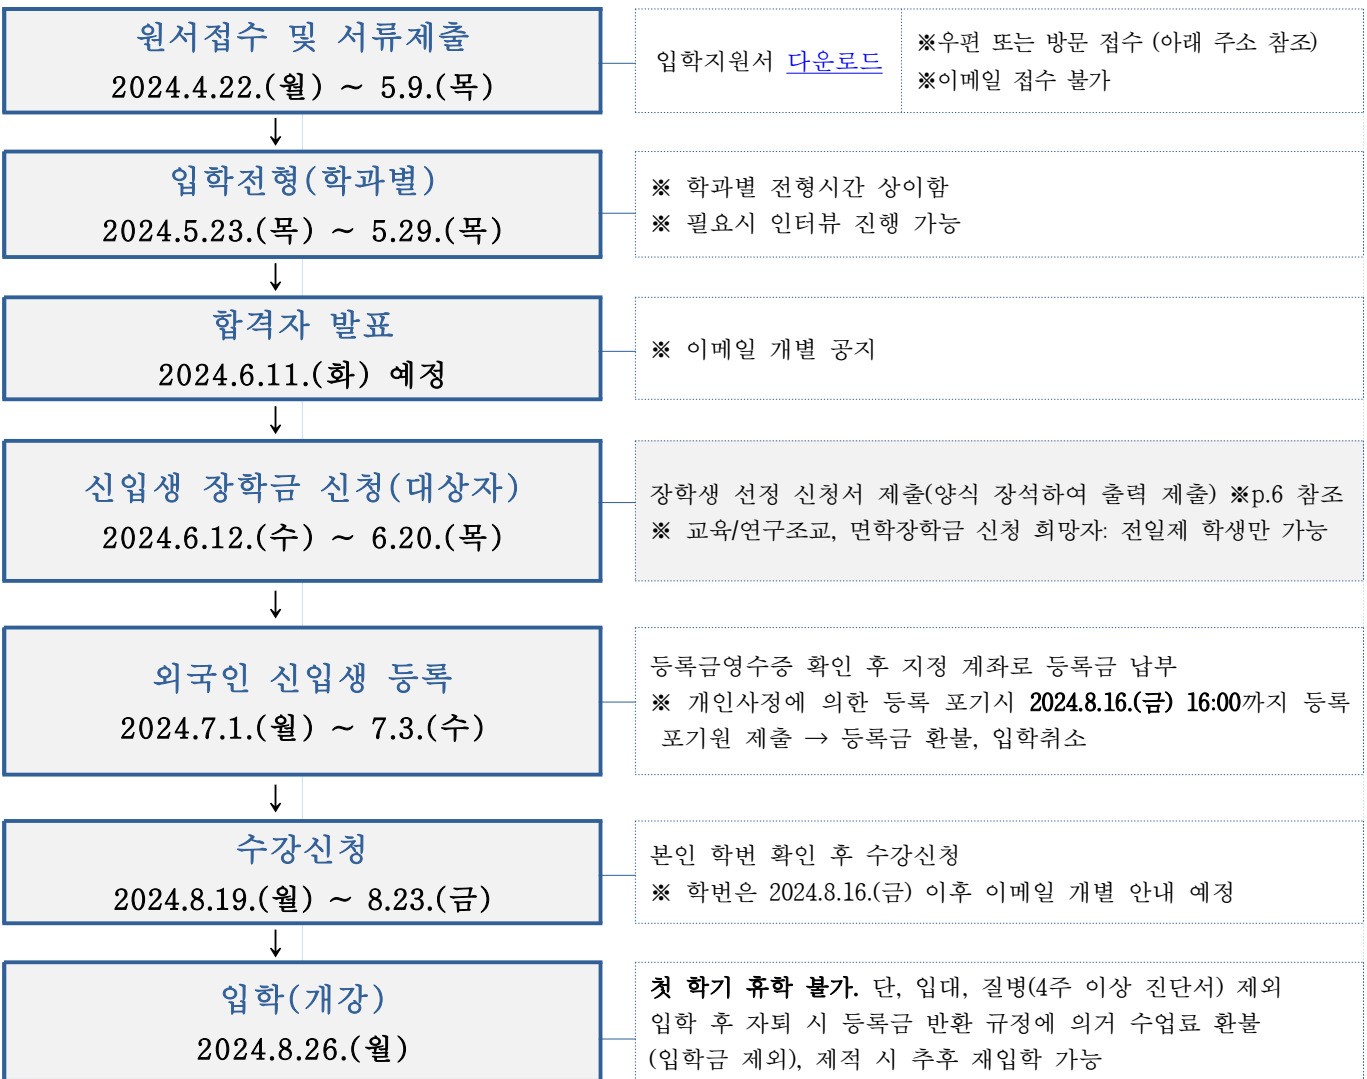 원서접수 및 서류제출
2024.4.22.(월) ~ 5.9.(목)
입학지원서 다운로드
※우편 또는 방문 접수 (아래 주소 참조)
※이메일 접수 불가
↓
입학전형(학과별)
2024.5.23.(목) ~ 5.29.(목)
※ 학과별 전형시간 상이함
※ 필요시 인터뷰 진행 가능
↓
합격자 발표
2024.6.11.(화) 예정
※ 이메일 개별 공지
↓
신입생 장학금 신청(대상자)
2024.6.12.(수) ~ 6.20.(목)
장학생 선정 신청서 제출(양식 장석하여 출력 제출) ※p.6 참조
※ 교육/연구조교, 면학장학금 신청 희망자: 전일제 학생만 가능
↓
외국인 신입생 등록
2024.7.1.(월) ~ 7.3.(수)
등록금영수증 확인 후 지정 계좌로 등록금 납부
※ 개인사정에 의한 등록 포기시 2024.8.16.(금) 16:00까지 등록
포기원 제출 → 등록금 환불, 입학취소
↓
수강신청
2024.8.19.(월) ~ 8.23.(금)
본인 학번 확인 후 수강신청
※ 학번은 2024.8.16.(금) 이후 이메일 개별 안내 예정
↓
입학(개강)
2024.8.26.(월)
첫 학기 휴학 불가. 단, 입대, 질병(4주 이상 진단서) 제외
입학 후 자퇴 시 등록금 반환 규정에 의거 수업료 환불
(입학금 제외), 제적 시 추후 재입학 가능